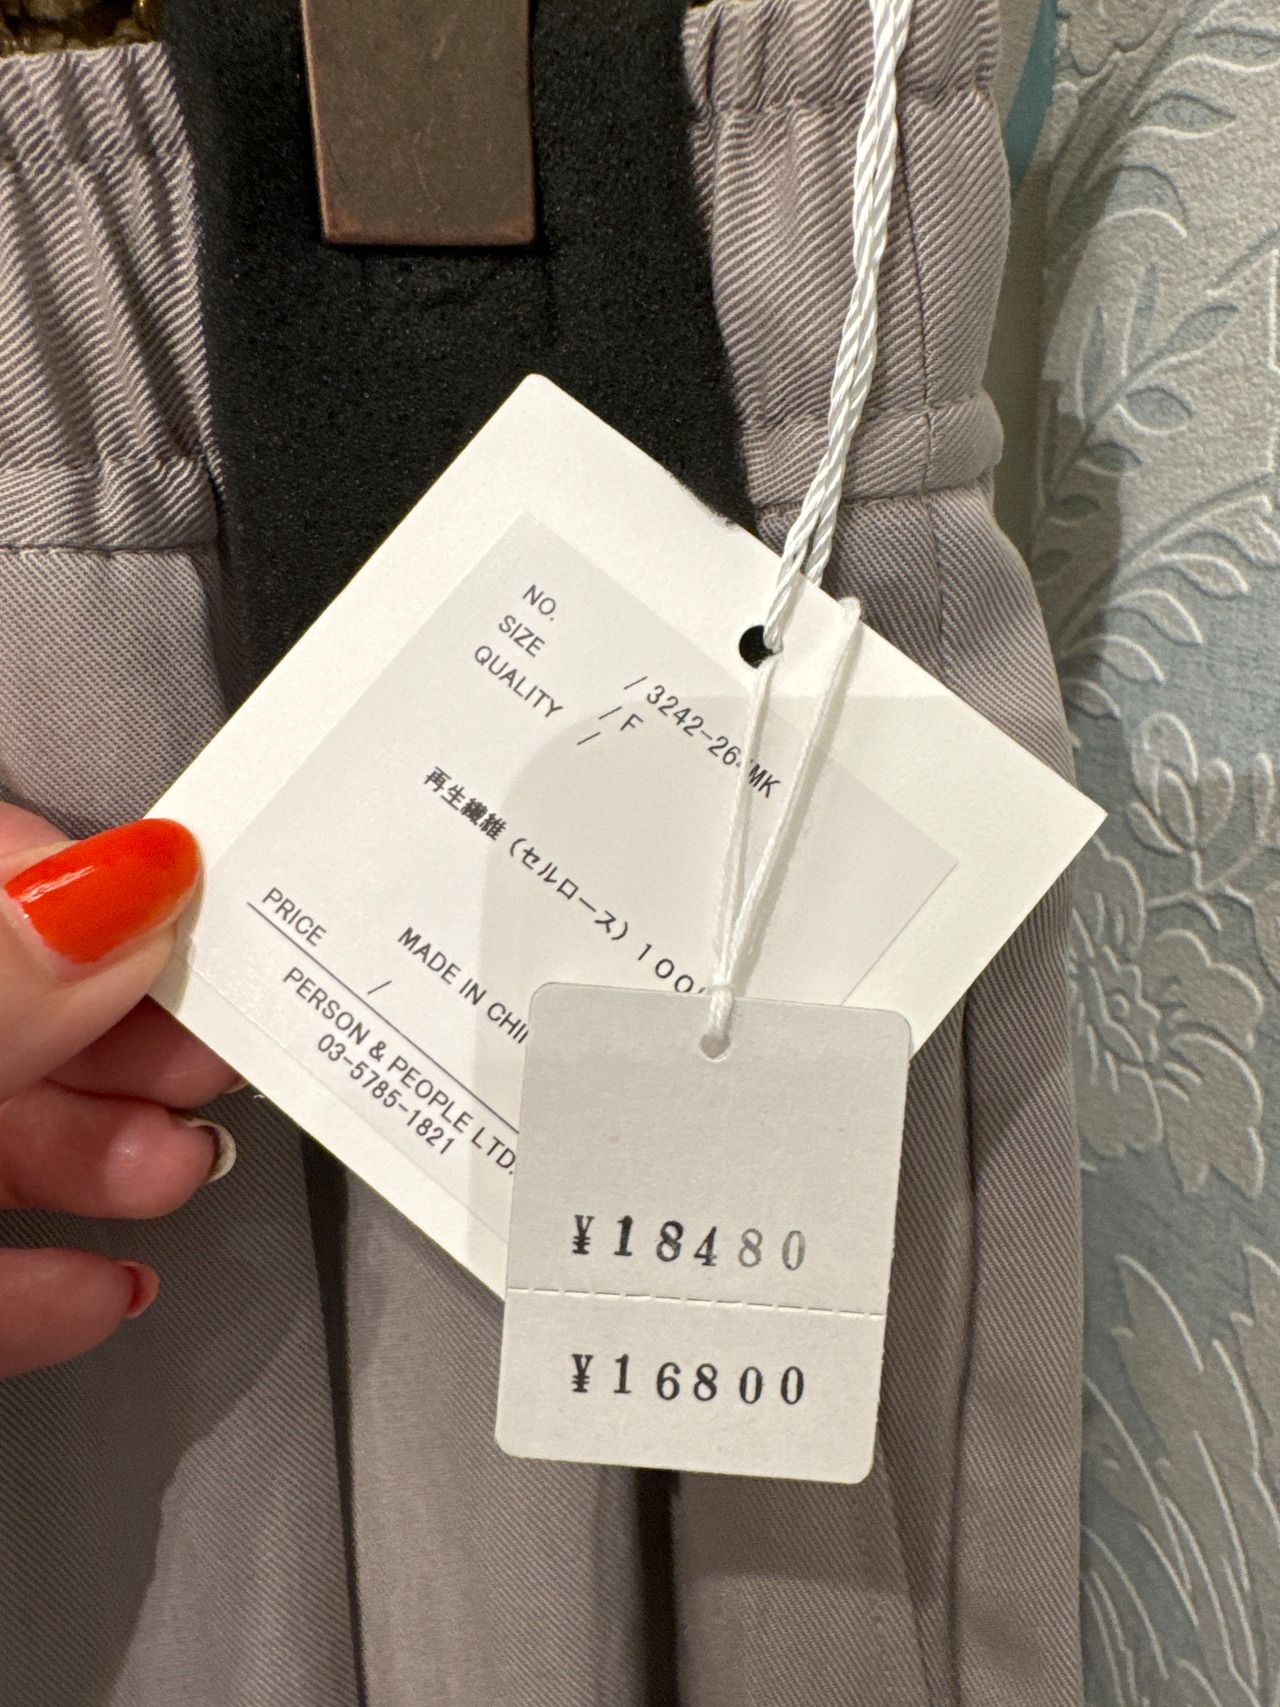 NO. / 3242-26 MK
SIZE / F
QUALITY /
再生繊維（セルロース）100
MADE IN CHI
PRICE /
PERSON & PEOPLE LTD.
03-5785-1821
¥18480
¥16800